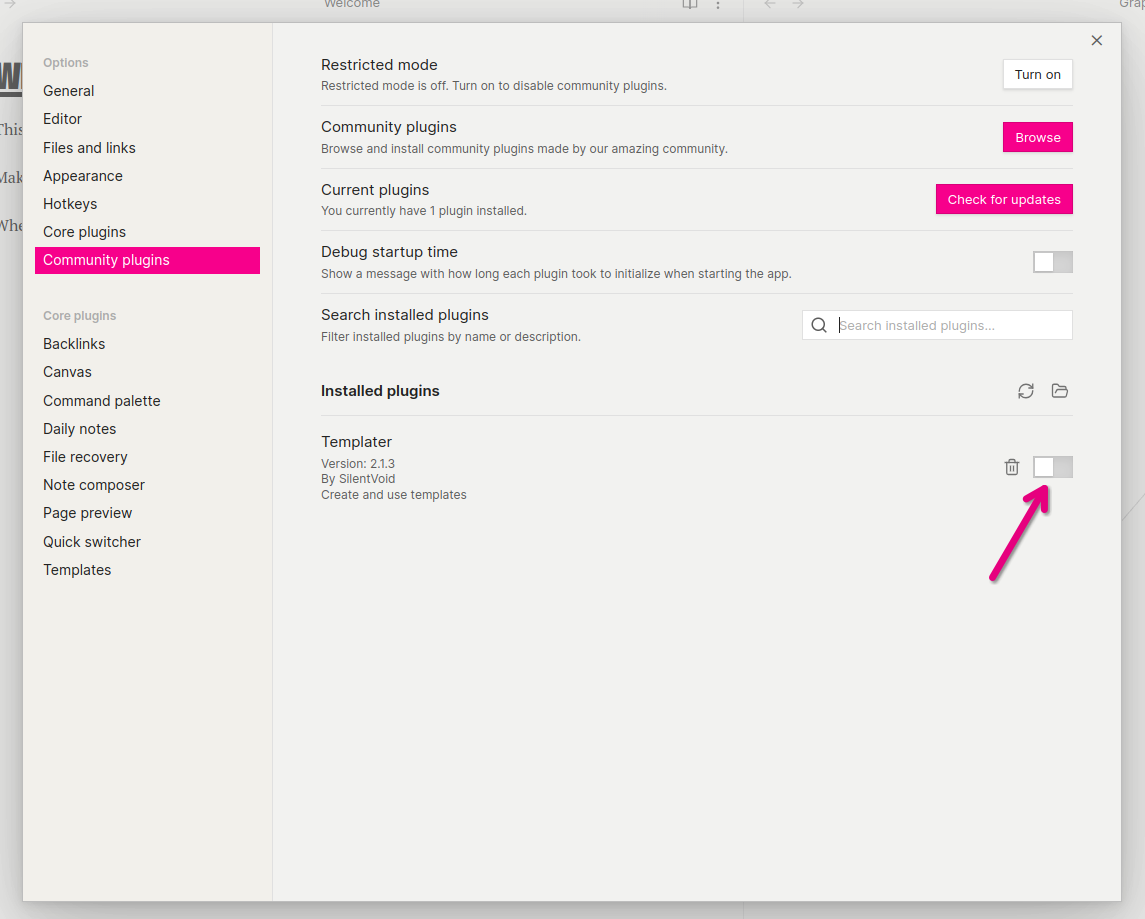 Welcome
Grap
W
This
Mak
Whe
Options
General
Editor
Files and links
Appearance
Hotkeys
Core plugins
Community plugins
Core plugins
Backlinks
Canvas
Command palette
Daily notes
File recovery
Note composer
Page preview
Quick switcher
Templates
Restricted mode
Restricted mode is off. Turn on to disable community plugins.
Turn on
Community plugins
Browse and install community plugins made by our amazing community.
Browse
Current plugins
You currently have 1 plugin installed.
Check for updates
Debug startup time
Show a message with how long each plugin took to initialize when starting the app.
Search installed plugins
Filter installed plugins by name or description.
Search installed plugins...
Installed plugins
Templater
Version: 2.1.3
By SilentVoid
Create and use templates